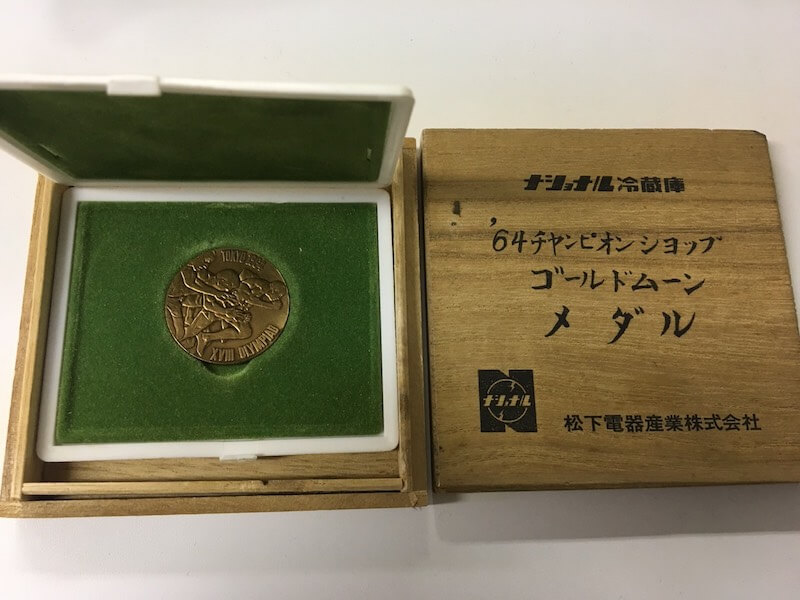 TOKYO 1964
XVIII OLYMPIAD
ナショナル冷蔵庫
'64チャンピオンショップ
ゴールドムーン
メダル
ナショナル
松下電器産業株式会社